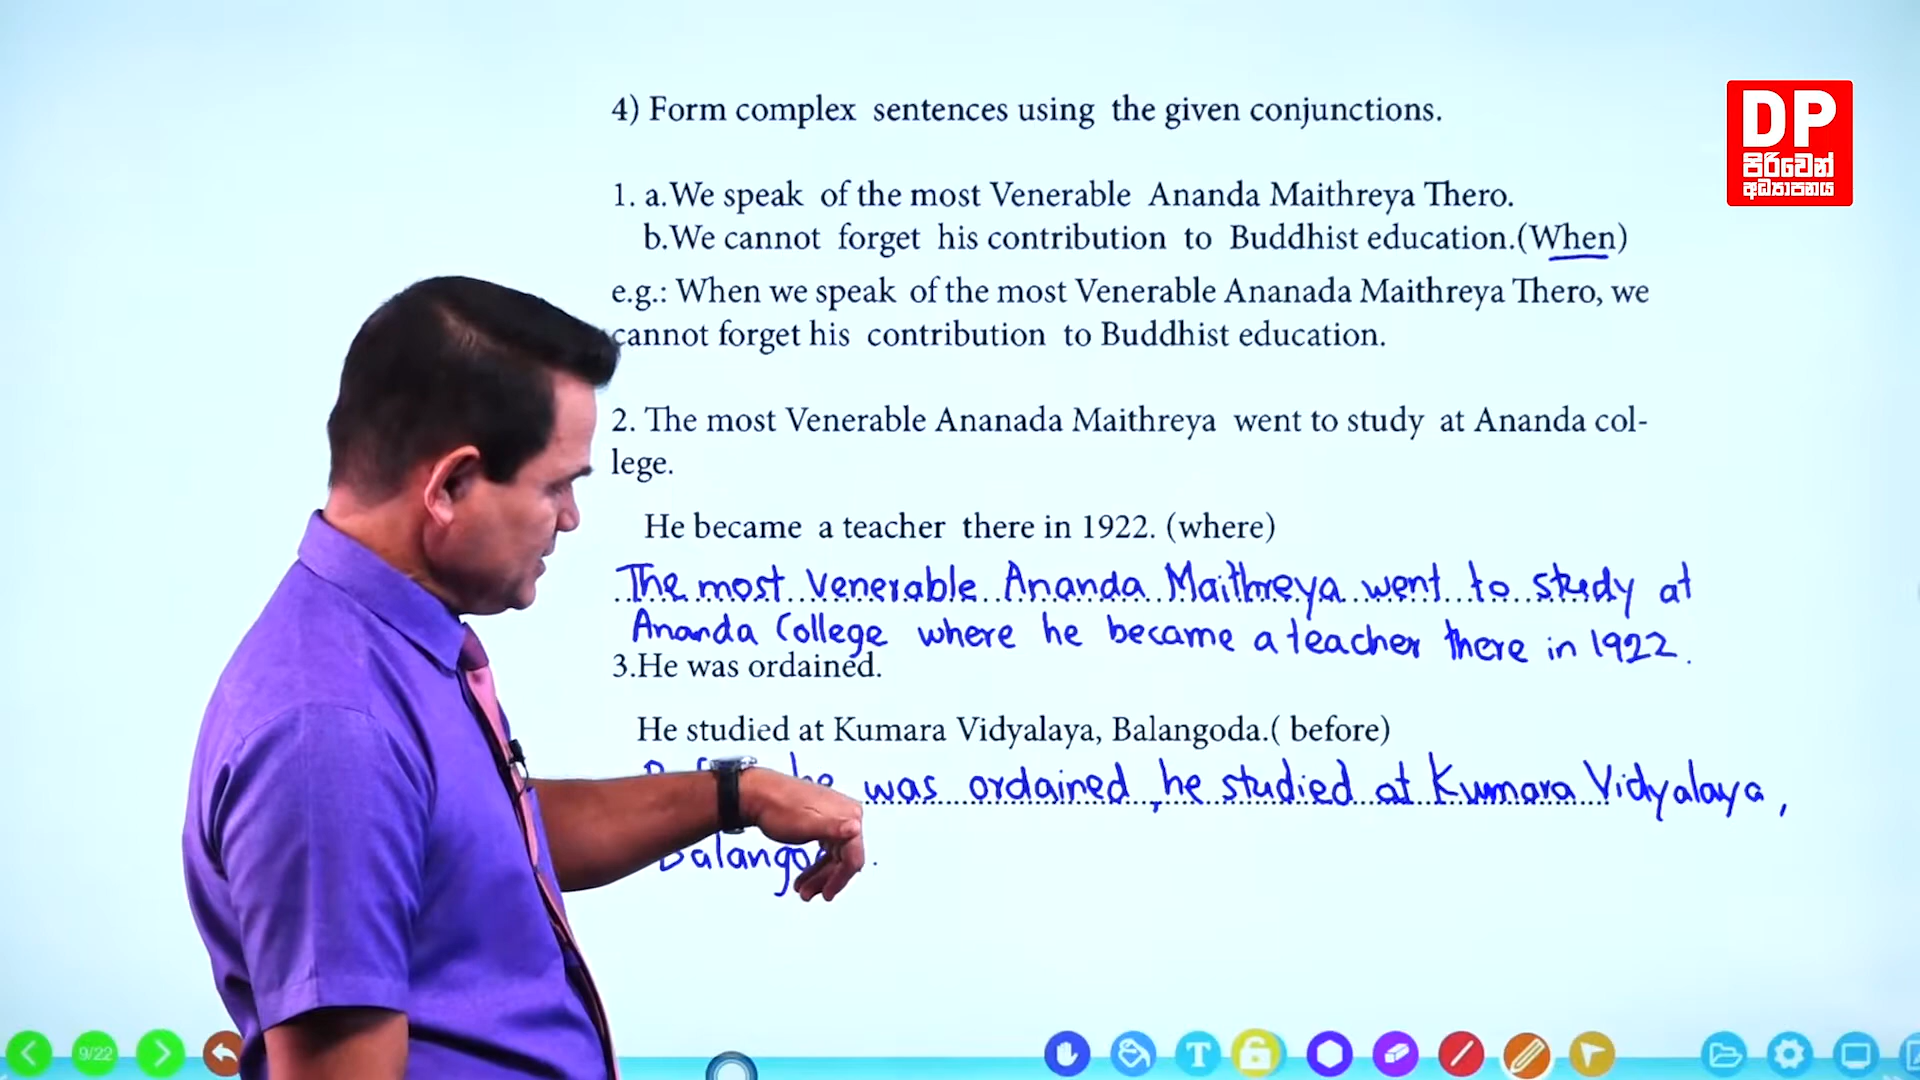 4) Form complex sentences using the given conjunctions.
DP
පිරිවෙන්
අධ්‍යාපනය
1. a.We speak of the most Venerable Ananda Maithreya Thero.
b.We cannot forget his contribution to Buddhist education.(When)
e.g.: When we speak of the most Venerable Ananada Maithreya Thero, we
cannot forget his contribution to Buddhist education.
2. The most Venerable Ananada Maithreya went to study at Ananda col-
lege.
He became a teacher there in 1922. (where)
The most Venerable Ananda Maithreya went to study at
Ananda College where he became a teacher there in 1922.
3.He was ordained.
He studied at Kumara Vidyalaya, Balangoda.( before)
he was ordained, he studied at Kumara Vidyalaya,
9/22